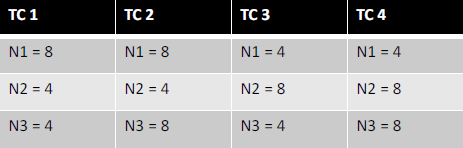 TC 1 TC 2 TC 3 TC 4
N1 = 8 N1 = 8 N1 = 4 N1 = 4
N2 = 4 N2 = 4 N2 = 8 N2 = 8
N3 = 4 N3 = 8 N3 = 4 N3 = 8